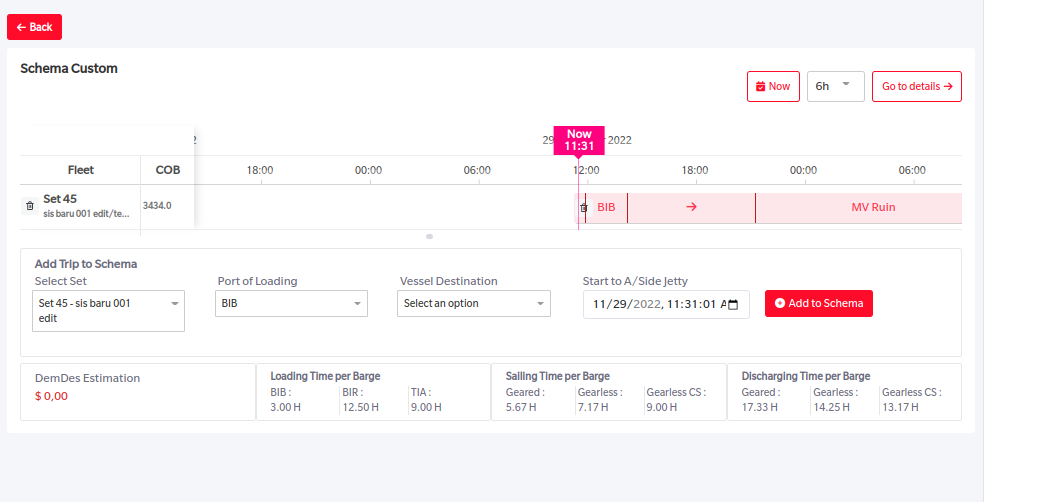 Back
Schema Custom
Now
6h
Go to details
29 2022
Now
11:31
Fleet
COB
18:00
00:00
06:00
12:00
18:00
00:00
06:00
Set 45
sis baru 001 edit/te...
3434.0
BIB
MV Ruin
Add Trip to Schema
Select Set
Port of Loading
Vessel Destination
Start to A/Side Jetty
Set 45 - sis baru 001
edit
BIB
Select an option
11/29/2022, 11:31:01 A
Add to Schema
DemDes Estimation
$ 0,00
Loading Time per Barge
BIB :
BIR :
TIA :
3.00 H
12.50 H
9.00 H
Sailing Time per Barge
Geared :
Gearless :
Gearless CS :
5.67 H
7.17 H
9.00 H
Discharging Time per Barge
Geared :
Gearless :
Gearless CS :
17.33 H
14.25 H
13.17 H